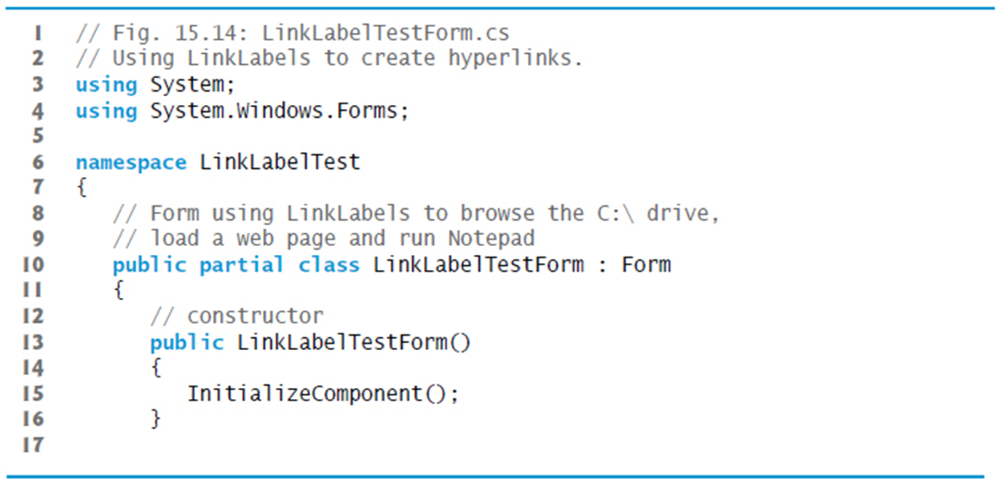 1 // Fig. 15.14: LinkLabelTestForm.cs
2 // Using LinkLabels to create hyperlinks.
3 using System;
4 using System.Windows.Forms;
5
6 namespace LinkLabelTest
7 {
8 // Form using LinkLabels to browse the C:\ drive,
9 // load a web page and run Notepad
10 public partial class LinkLabelTestForm : Form
11 {
12 // constructor
13 public LinkLabelTestForm()
14 {
15 InitializeComponent();
16 }
17